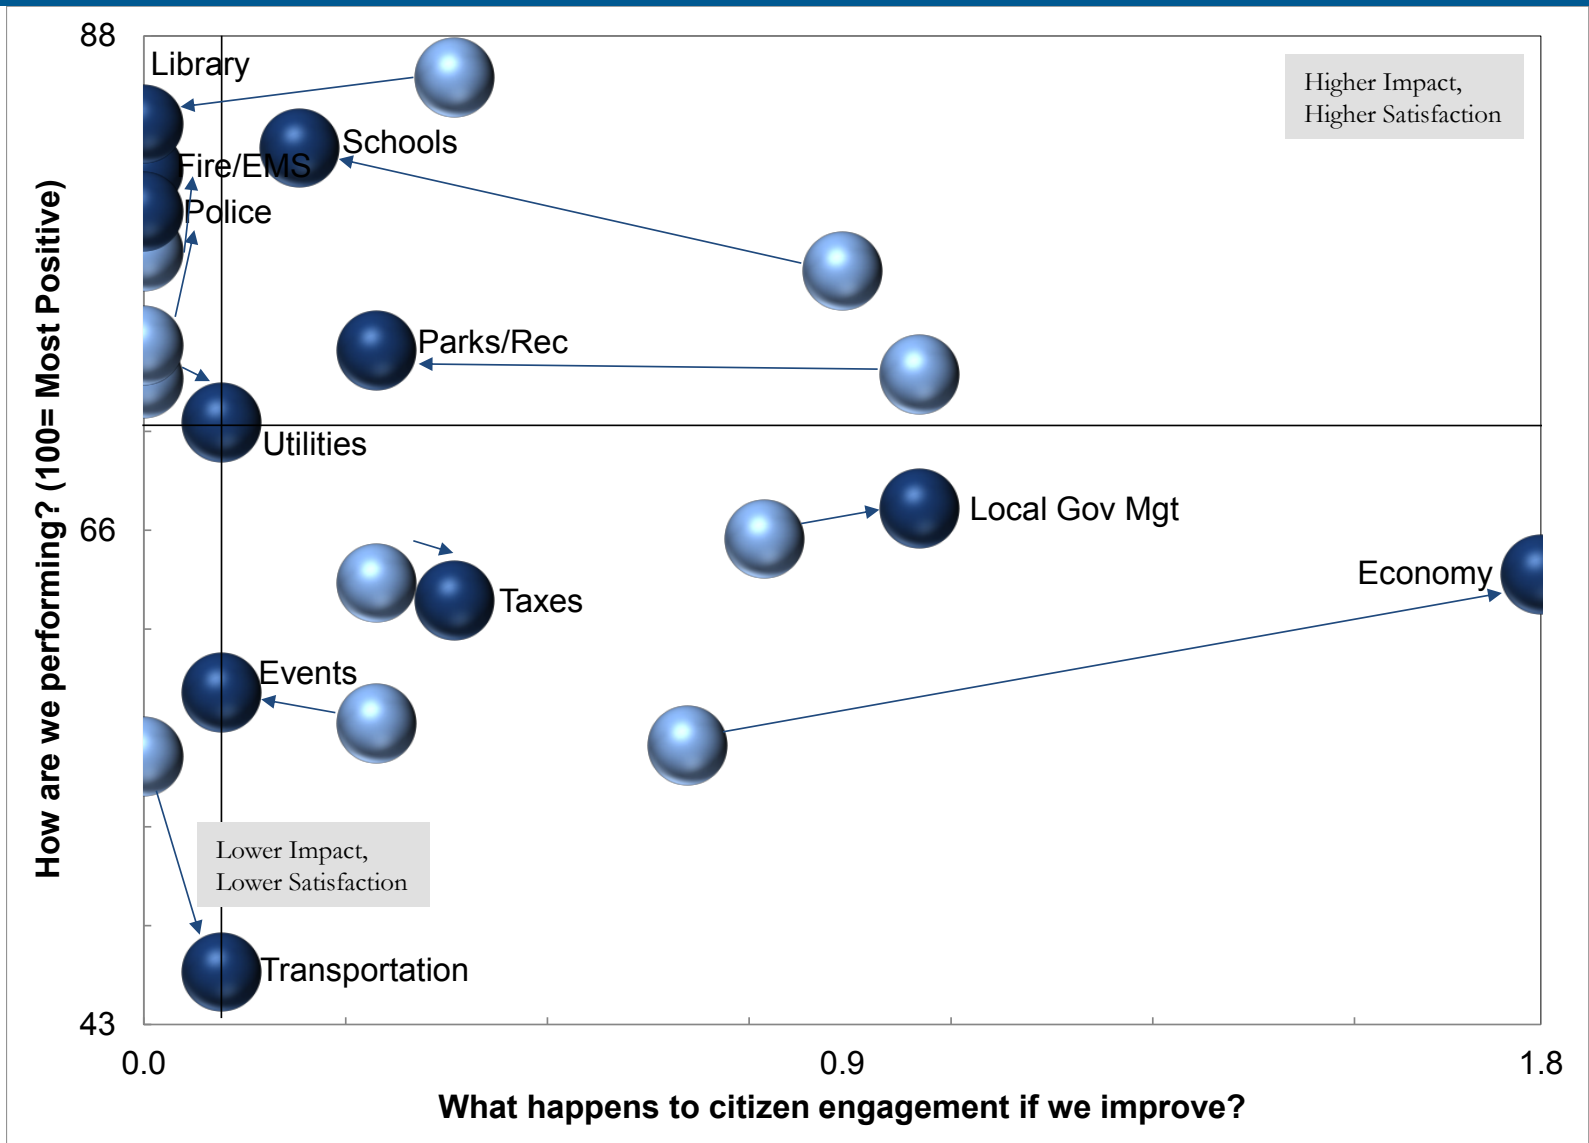 88
Library
Higher Impact,
Higher Satisfaction
Schools
Fire/EMS
Police
Parks/Rec
Utilities
How are we performing? (100= Most Positive)
66
Local Gov Mgt
Economy
Taxes
Events
Lower Impact,
Lower Satisfaction
Transportation
43
0.0
0.9
1.8
What happens to citizen engagement if we improve?